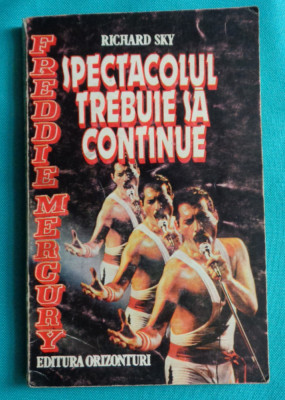 RICHARD SKY
FREDDIE MERCURY
SPECTACOLUL
TREBUIE SĂ
CONTINUE
EDITURA ORIZONTURI